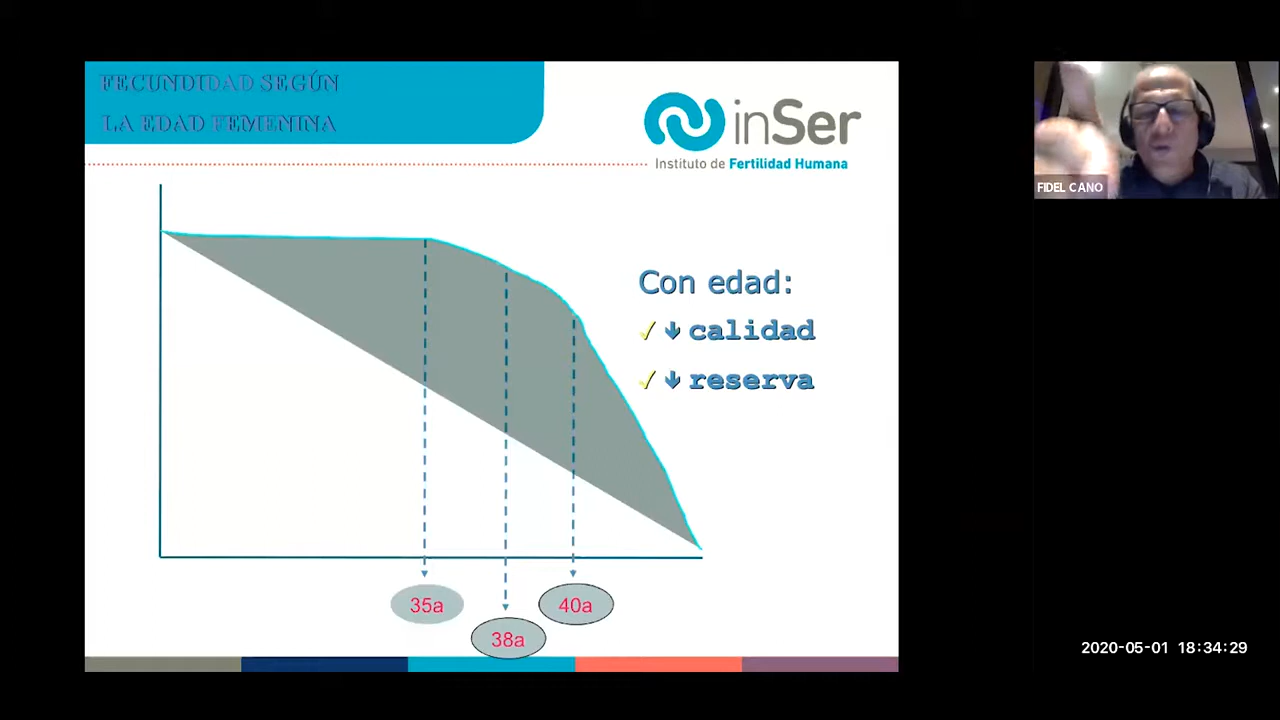 FECUNDIDAD SEGÚN
LA EDAD FEMENINA
inSer
Instituto de Fertilidad Humana
FIDEL CANO
Con edad:
✓ ↓ calidad
✓ ↓ reserva
35a
40a
38a
2020-05-01 18:34:29